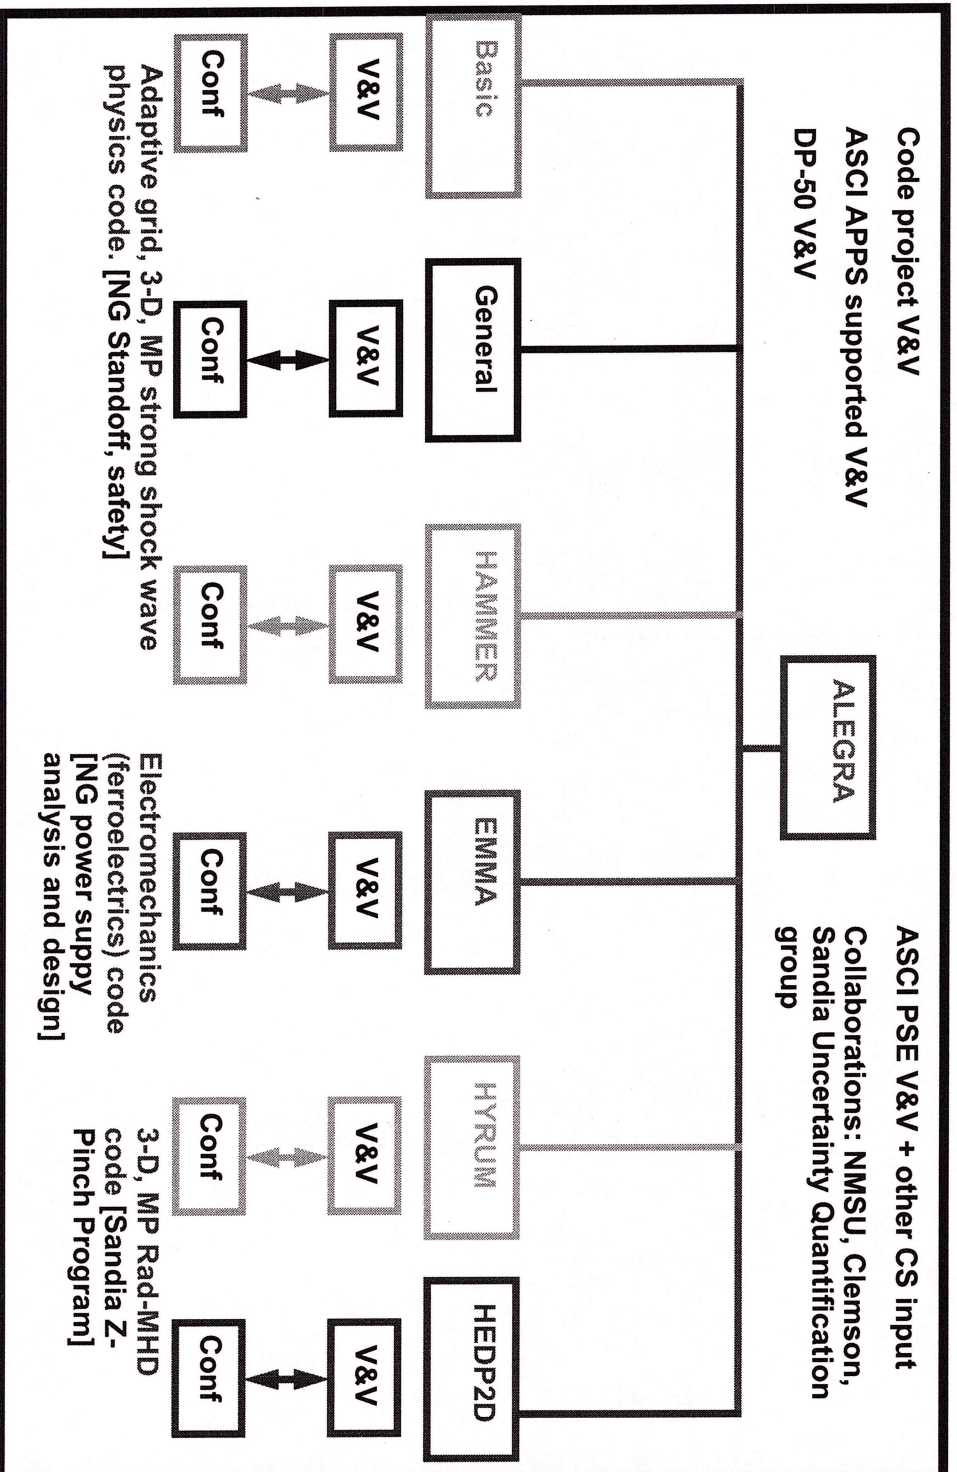 Code project V&V
ASCI APPS supported V&V
DP-50 V&V
ASCI PSE V&V + other CS input
Collaborations: NMSU, Clemson,
Sandia Uncertainty Quantification
group
ALEGRA
Basic
General
HAMMER
EMMA
HYRUM
HEDP2D
V&V
V&V
V&V
V&V
V&V
V&V
Conf
Conf
Conf
Conf
Conf
Conf
Adaptive grid, 3-D, MP strong shock wave
physics code. [NG Standoff, safety]
Electromechanics
(ferroelectrics) code
[NG power suppy
analysis and design]
3-D, MP Rad-MHD
code [Sandia Z-
Pinch Program]